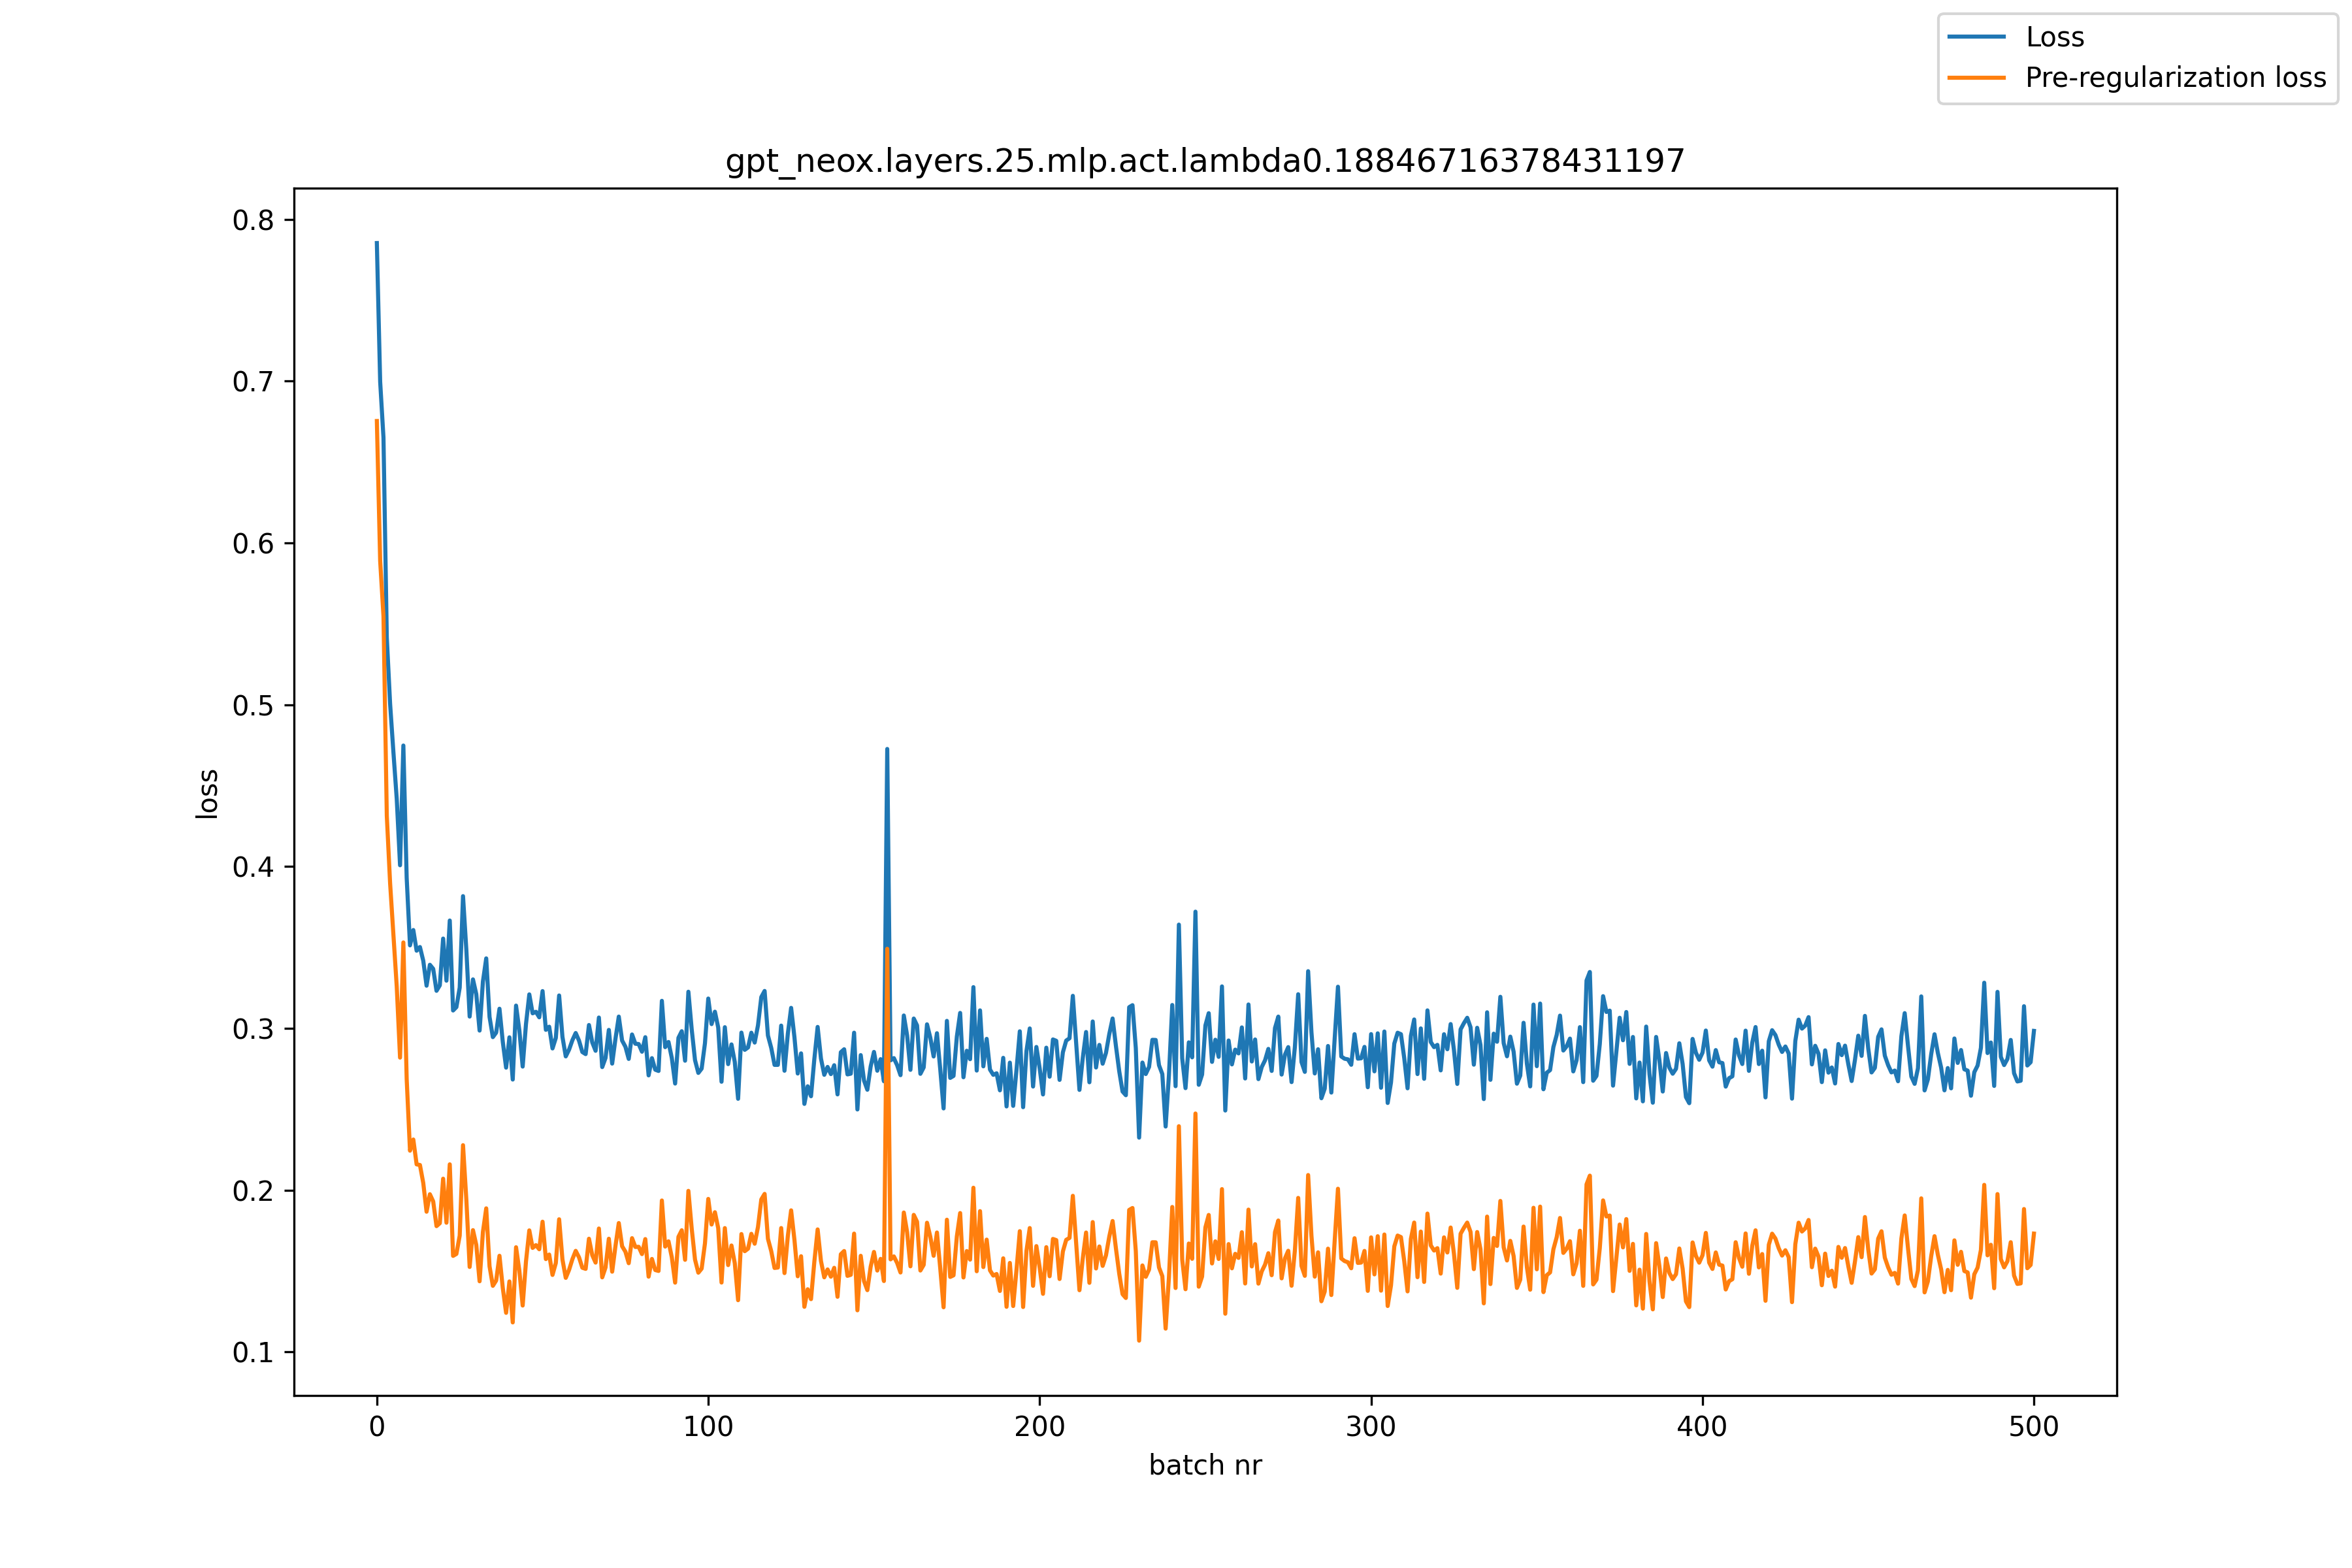 Loss
Pre-regularization loss
gpt_neox.layers.25.mlp.act.lambda0.18846716378431197
0.8
0.7
0.6
0.5
0.4
0.3
0.2
0.1
loss
0 100 200 300 400 500
batch nr